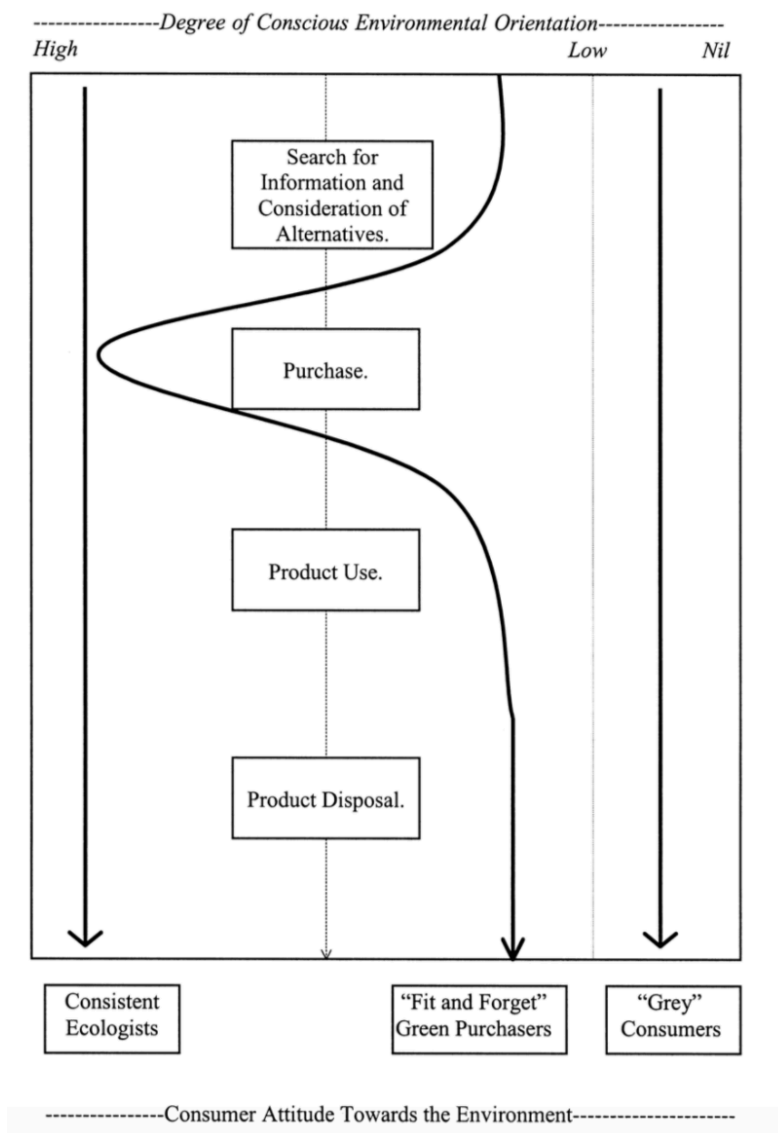 -----------------Degree of Conscious Environmental Orientation-----------------
High Low Nil
Search for
Information and
Consideration of
Alternatives.
Purchase.
Product Use.
Product Disposal.
Consistent
Ecologists
“Fit and Forget”
Green Purchasers
“Grey”
Consumers
----------------Consumer Attitude Towards the Environment----------------------